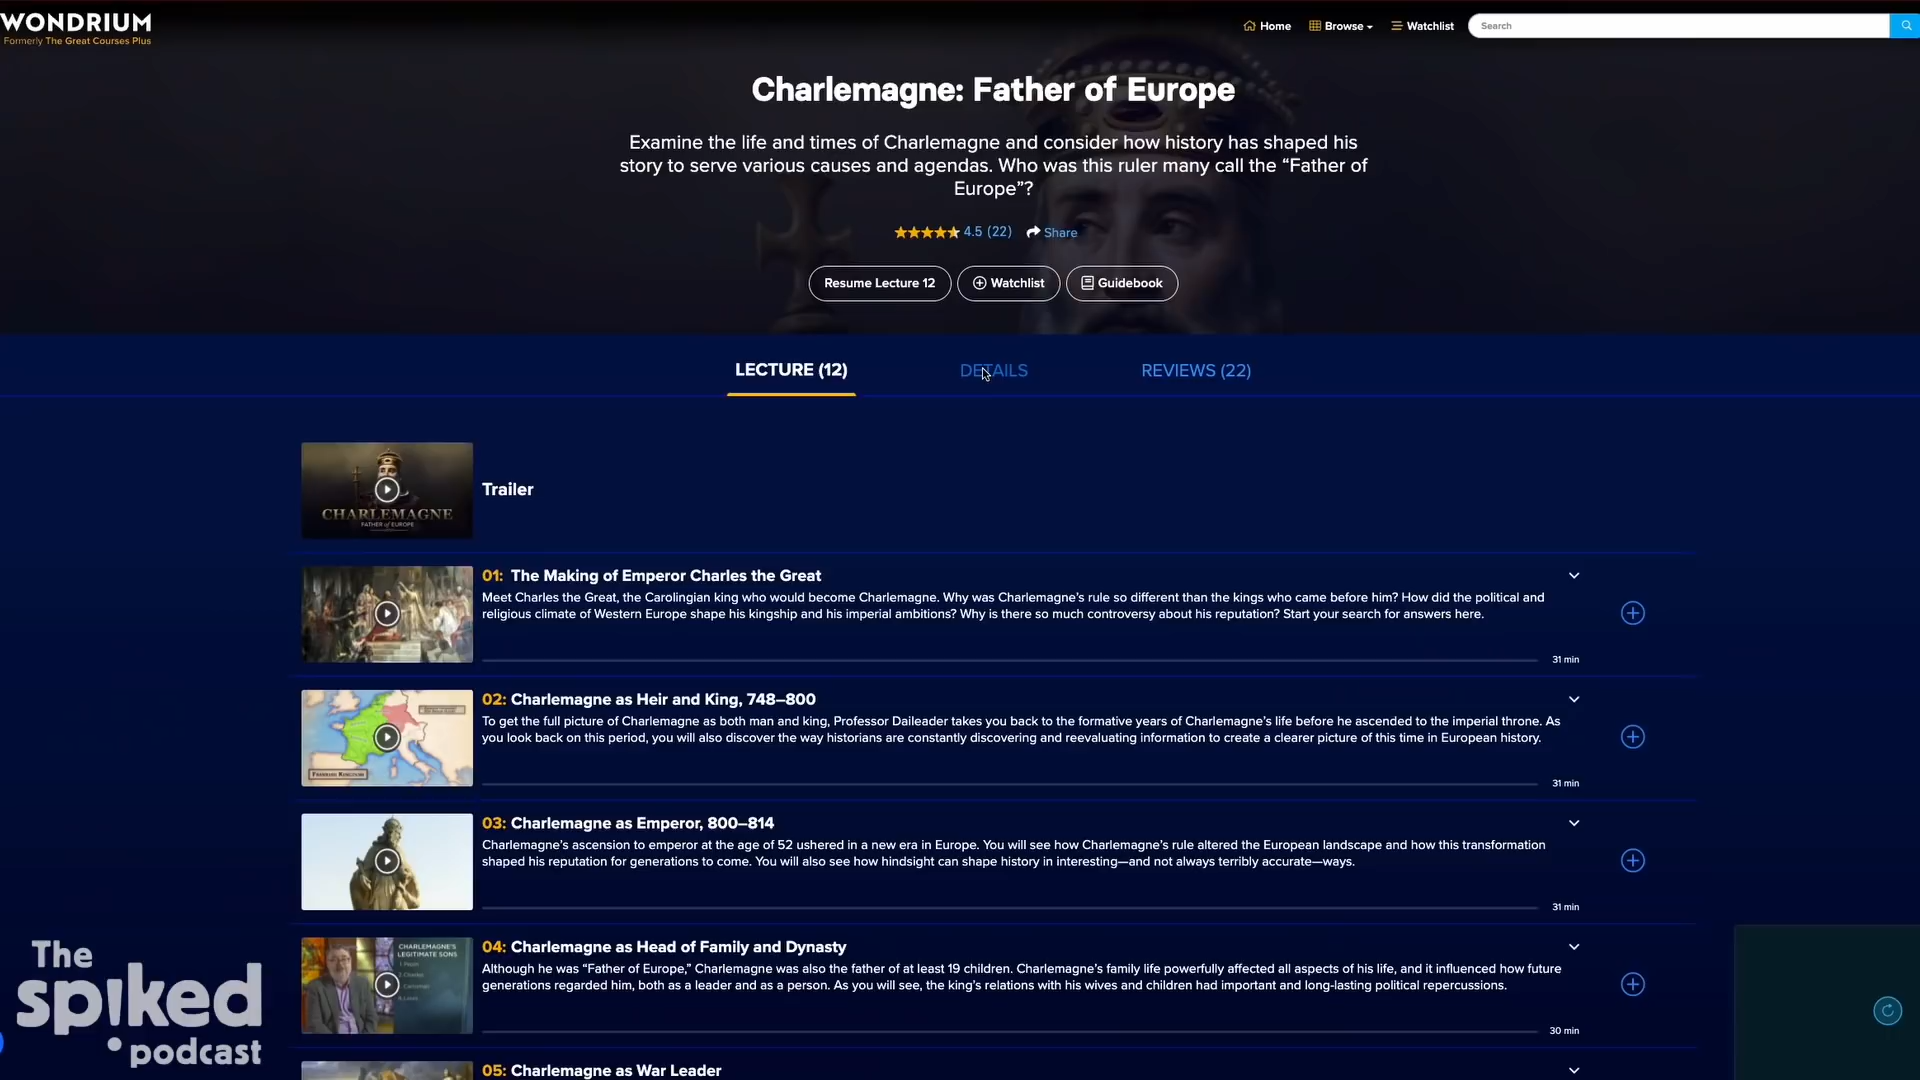 WONDRIUM
Formerly The Great Courses Plus
Home
Browse
Watchlist
Search
Charlemagne: Father of Europe
Examine the life and times of Charlemagne and consider how history has shaped his
story to serve various causes and agendas. Who was this ruler many call the “Father of
Europe”?
4.5 (22)
Share
Resume Lecture 12
Watchlist
Guidebook
LECTURE (12)
DETAILS
REVIEWS (22)
CHARLEMAGNE
FATHER of EUROPE
Trailer
01: The Making of Emperor Charles the Great
Meet Charles the Great, the Carolingian king who would become Charlemagne. Why was Charlemagne’s rule so different than the kings who came before him? How did the political and
religious climate of Western Europe shape his kingship and his imperial ambitions? Why is there so much controversy about his reputation? Start your search for answers here.
31 min
02: Charlemagne as Heir and King, 748–800
To get the full picture of Charlemagne as both man and king, Professor Daileader takes you back to the formative years of Charlemagne’s life before he ascended to the imperial throne. As
you look back on this period, you will also discover the way historians are constantly discovering and reevaluating information to create a clearer picture of this time in European history.
31 min
FRANKISH KINGDOM
03: Charlemagne as Emperor, 800–814
Charlemagne’s ascension to emperor at the age of 52 ushered in a new era in Europe. You will see how Charlemagne’s rule altered the European landscape and how this transformation
shaped his reputation for generations to come. You will also see how hindsight can shape history in interesting—and not always terribly accurate—ways.
31 min
04: Charlemagne as Head of Family and Dynasty
Although he was “Father of Europe,” Charlemagne was also the father of at least 19 children. Charlemagne’s family life powerfully affected all aspects of his life, and it influenced how future
generations regarded him, both as a leader and as a person. As you will see, the king’s relations with his wives and children had important and long-lasting political repercussions.
30 min
CHARLEMAGNE'S
LEGITIMATE SONS
05: Charlemagne as War Leader
The
spiked
podcast